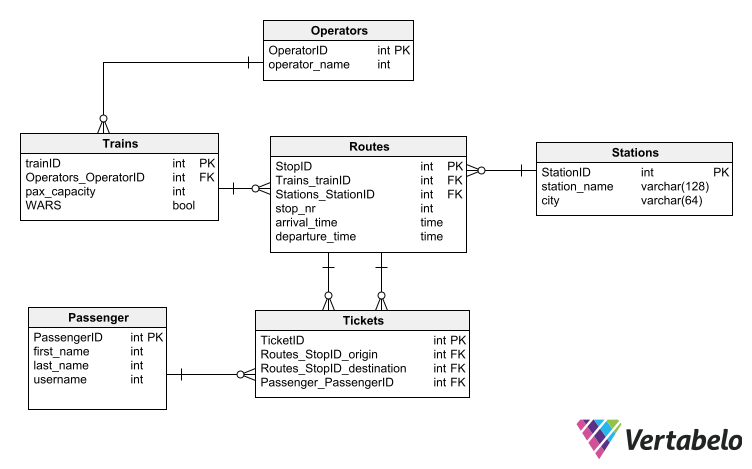 Operators
OperatorID int PK
operator_name int
Trains
trainID int PK
Operators_OperatorID int FK
pax_capacity int
WARS bool
Routes
StopID int PK
Trains_trainID int FK
Stations_StationID int FK
stop_nr int
arrival_time time
departure_time time
Stations
StationID int PK
station_name varchar(128)
city varchar(64)
Passenger
PassengerID int PK
first_name int
last_name int
username int
Tickets
TicketID int PK
Routes_StopID_origin int FK
Routes_StopID_destination int FK
Passenger_PassengerID int FK
Vertabelo